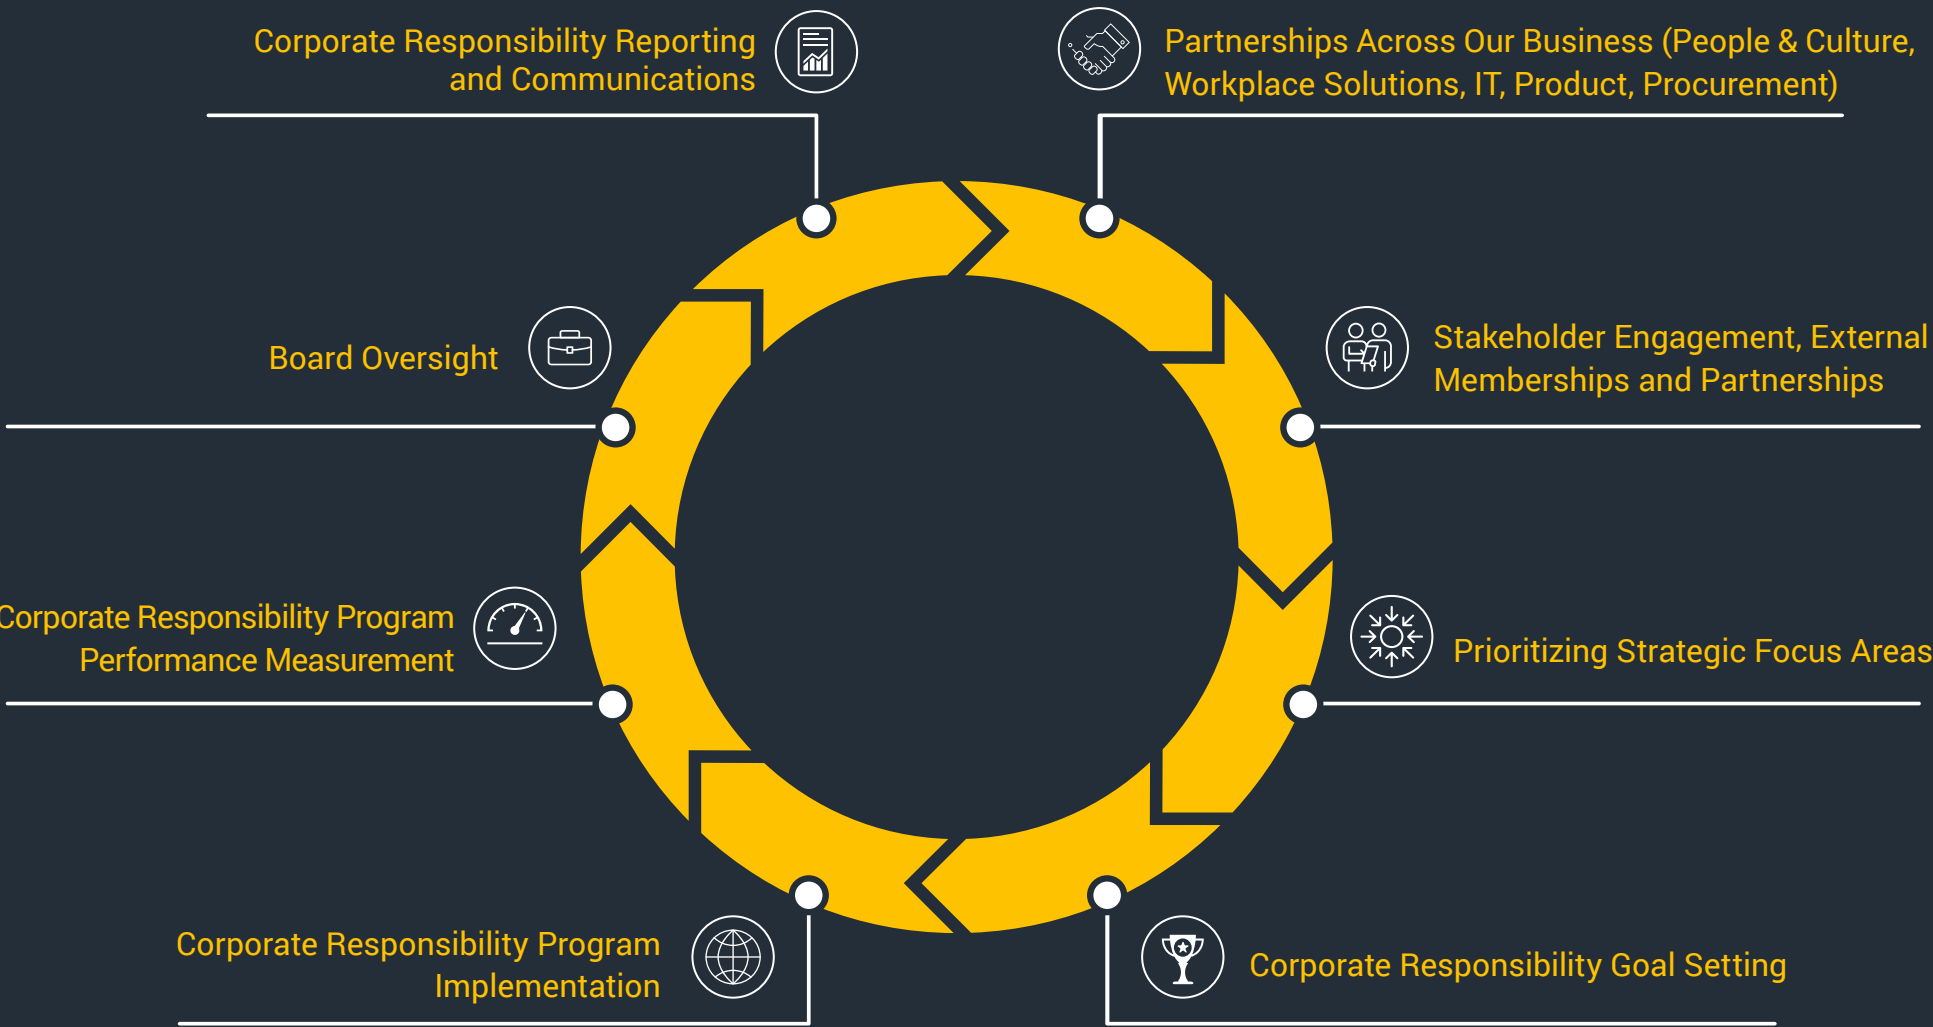 Corporate Responsibility Reporting
and Communications
Partnerships Across Our Business (People & Culture,
Workplace Solutions, IT, Product, Procurement)
Board Oversight
Stakeholder Engagement, External
Memberships and Partnerships
Corporate Responsibility Program
Performance Measurement
Prioritizing Strategic Focus Areas
Corporate Responsibility Program
Implementation
Corporate Responsibility Goal Setting